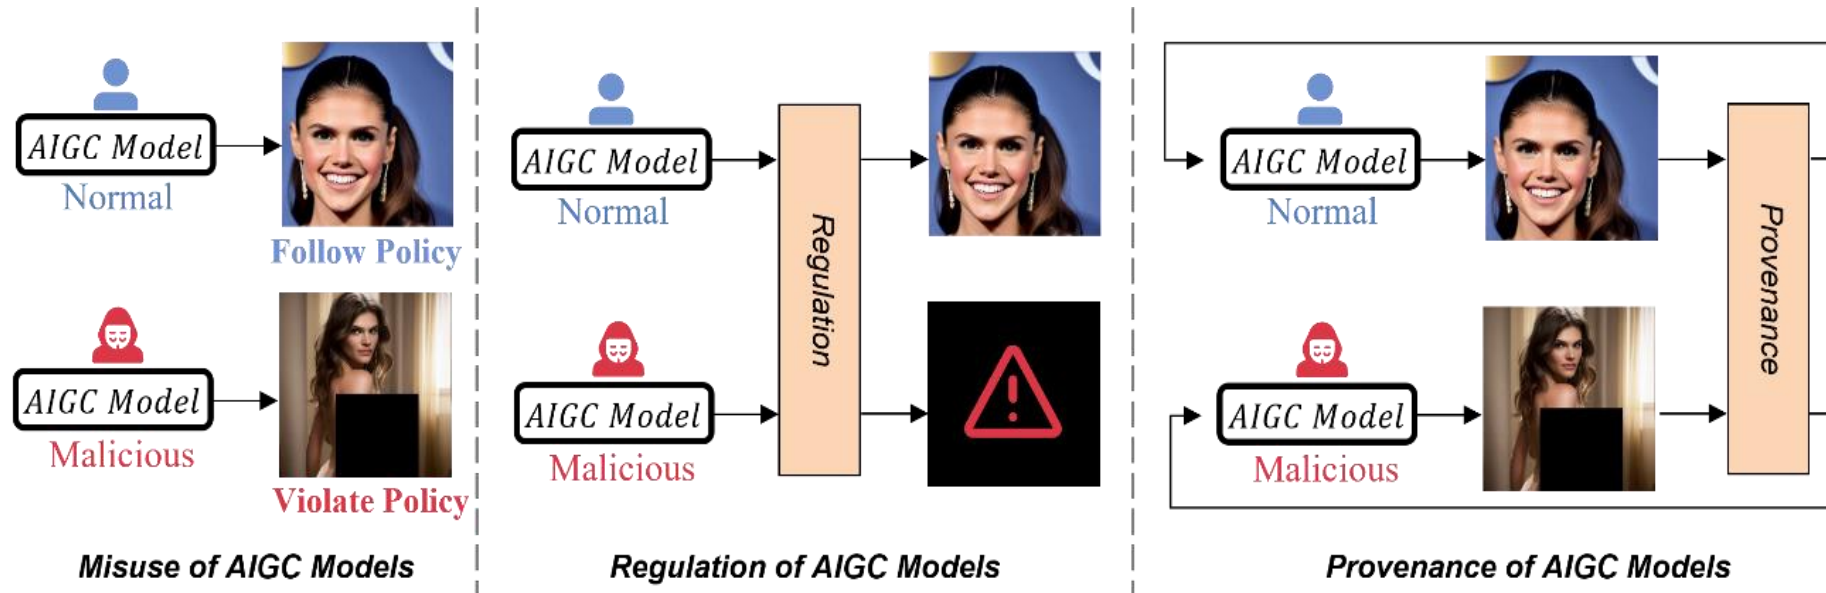 AIGC Model
Normal
Follow Policy
AIGC Model
Malicious
Violate Policy
Misuse of AIGC Models
AIGC Model
Normal
AIGC Model
Malicious
Regulation
Regulation of AIGC Models
AIGC Model
Normal
AIGC Model
Malicious
Provenance
Provenance of AIGC Models